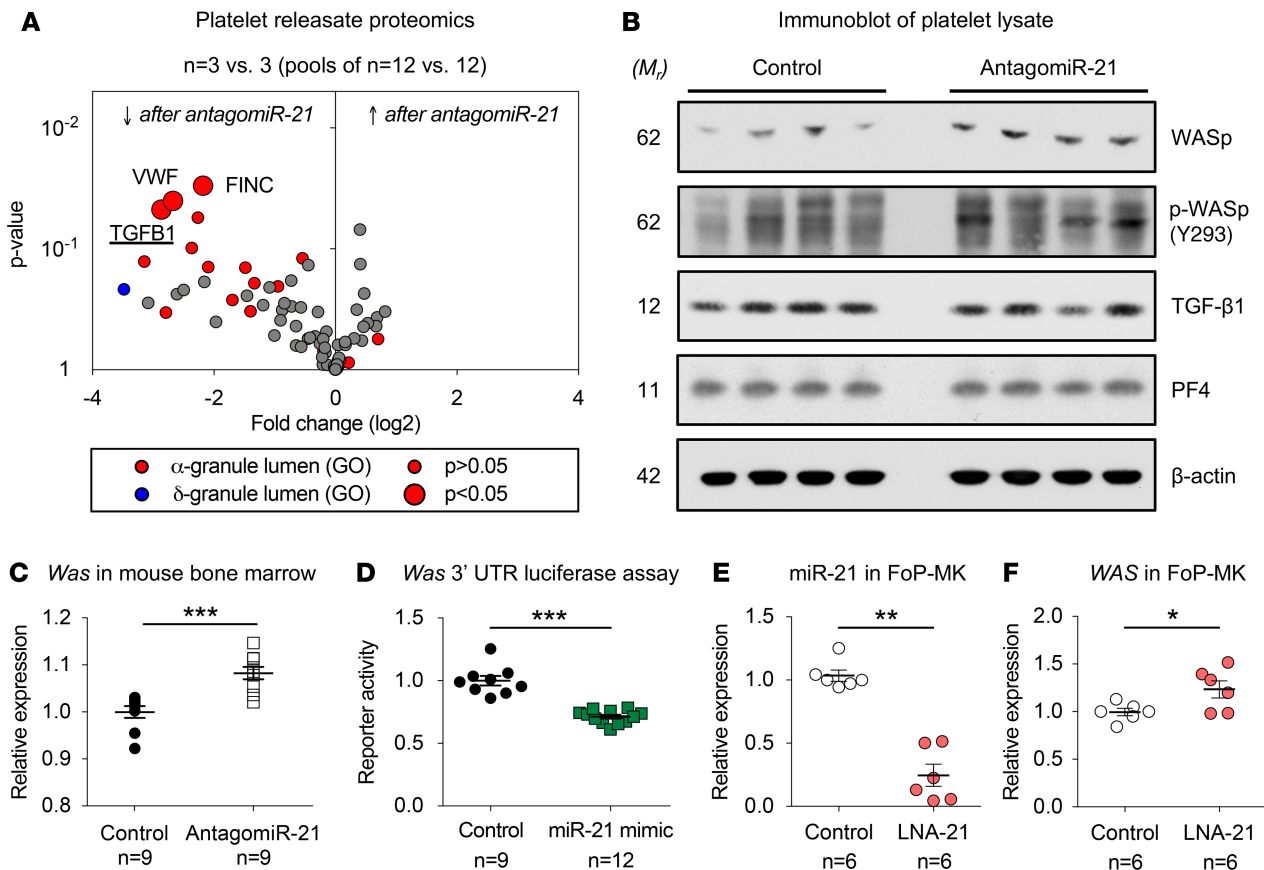 A
Platelet releasate proteomics
n=3 vs. 3 (pools of n=12 vs. 12)
↓ after antagomiR-21
↑ after antagomiR-21
p-value
10-2
10-1
1
VWF
FINC
TGFB1
-4 -2 0 2 4
Fold change (log2)
α-granule lumen (GO)
p>0.05
δ-granule lumen (GO)
p<0.05
B
Immunoblot of platelet lysate
(Mr)
Control
AntagomiR-21
62
WASp
62
p-WASp
(Y293)
12
TGF-β1
11
PF4
42
β-actin
C
Was in mouse bone marrow
Relative expression
1.2
1.1
1.0
0.9
0.8
***
Control AntagomiR-21
n=9 n=9
D
Was 3’ UTR luciferase assay
Reporter activity
1.5
1.0
0.5
0.0
***
Control miR-21 mimic
n=9 n=12
E
miR-21 in FoP-MK
Relative expression
1.5
1.0
0.5
0.0
**
Control LNA-21
n=6 n=6
F
WAS in FoP-MK
Relative expression
2.0
1.5
1.0
0.5
0.0
*
Control LNA-21
n=6 n=6